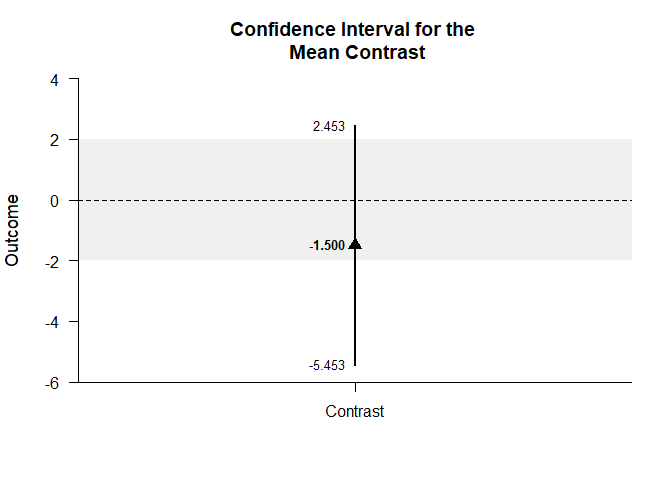 Confidence Interval for the
Mean Contrast
Outcome
4
2
0
-2
-4
-6
2.453
-1.500
-5.453
Contrast